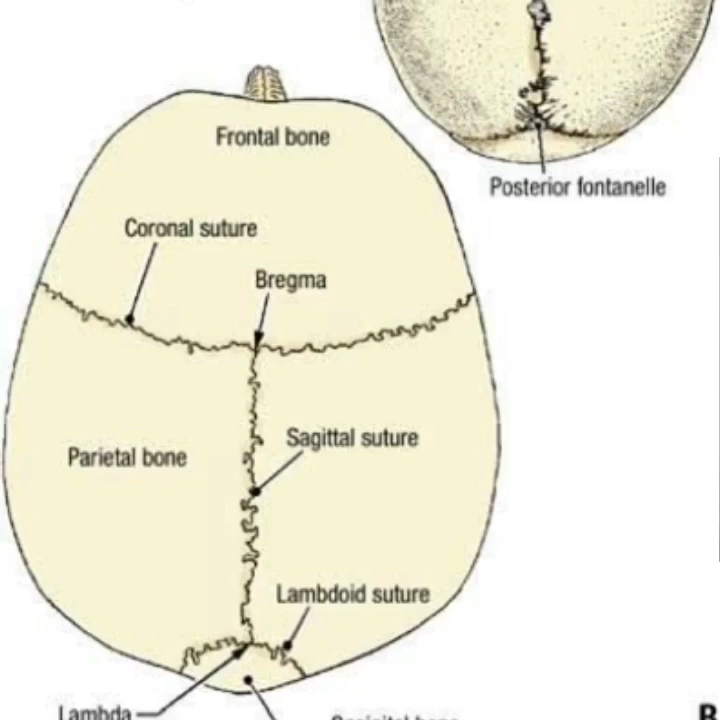 Frontal bone
Posterior fontanelle
Coronal suture
Bregma
Sagittal suture
Parietal bone
Lambdoid suture
Lambda
B